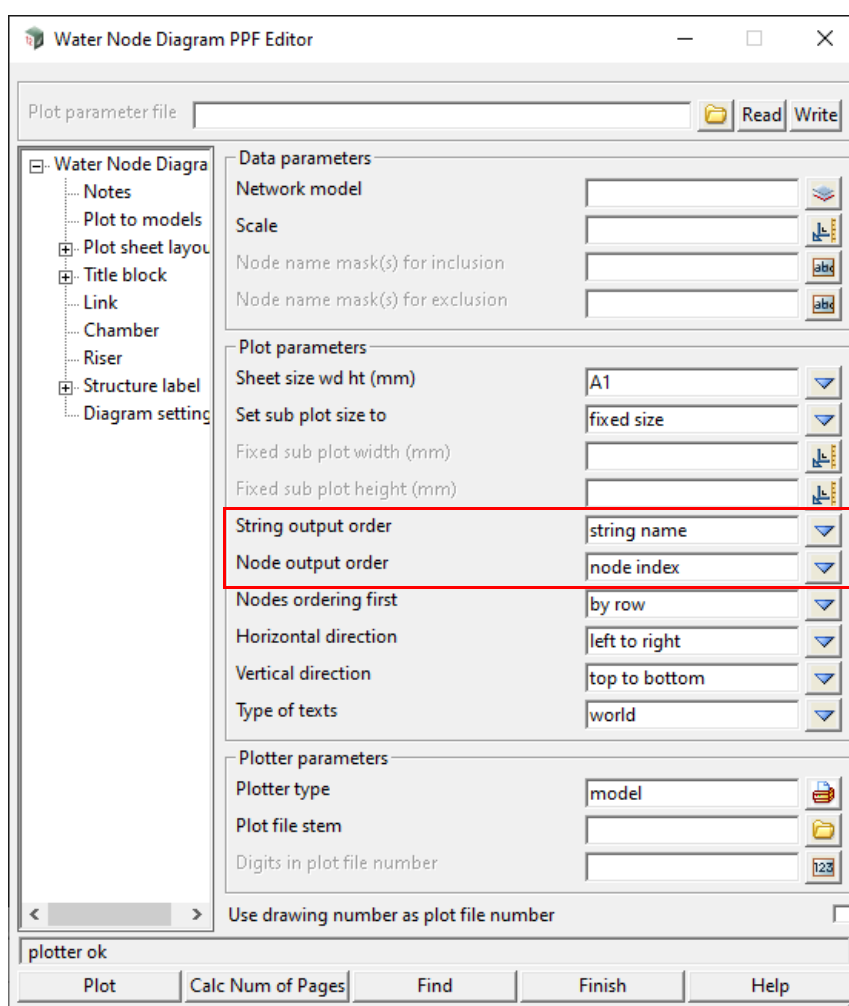 Water Node Diagram PPF Editor
Plot parameter file
Read
Write
Water Node Diagra
Notes
Plot to models
Plot sheet layou
Title block
Link
Chamber
Riser
Structure label
Diagram setting
Data parameters
Network model
Scale
Node name mask(s) for inclusion
abc
Node name mask(s) for exclusion
abc
Plot parameters
Sheet size wd ht (mm) A1
Set sub plot size to fixed size
Fixed sub plot width (mm)
Fixed sub plot height (mm)
String output order string name
Node output order node index
Nodes ordering first by row
Horizontal direction left to right
Vertical direction top to bottom
Type of texts world
Plotter parameters
Plotter type model
Plot file stem
Digits in plot file number
123
Use drawing number as plot file number
plotter ok
Plot Calc Num of Pages Find Finish Help